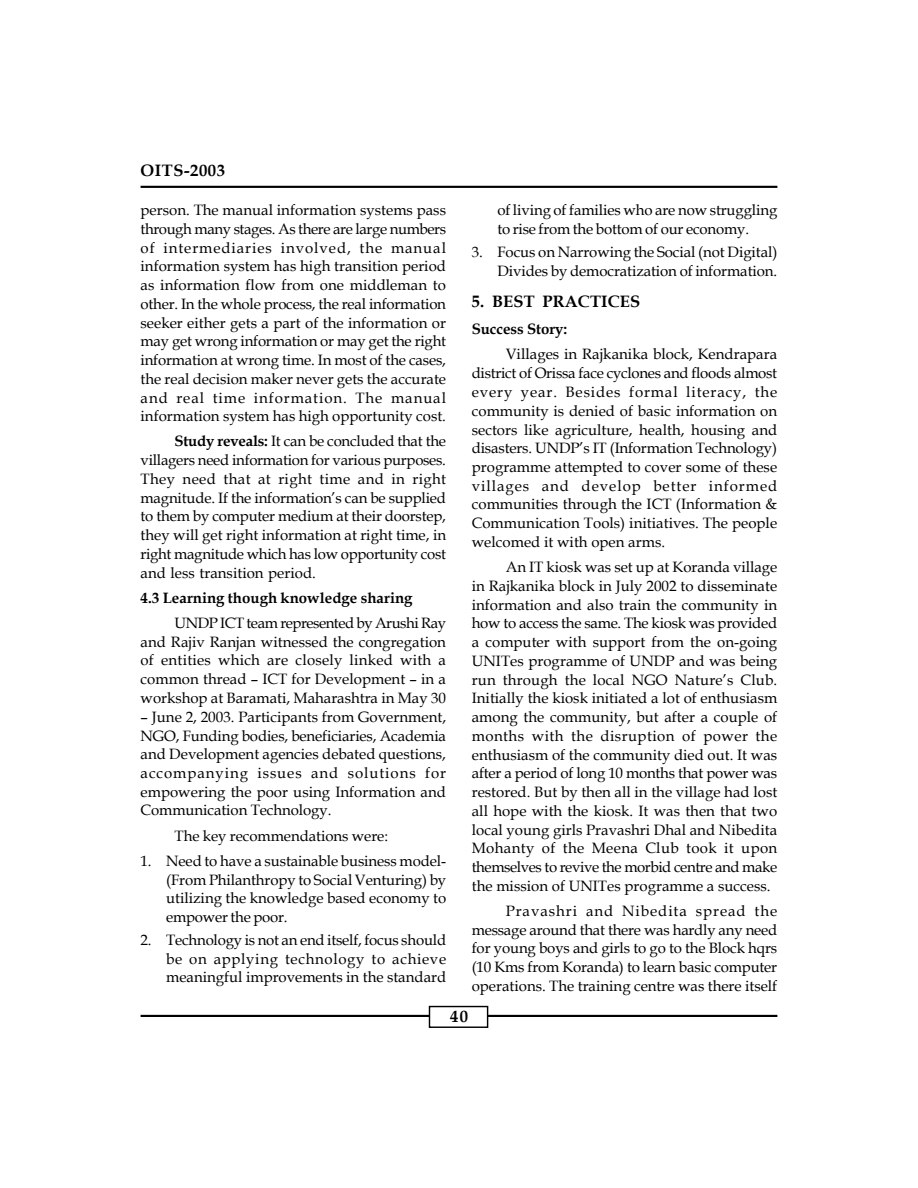 OITS-2003
person. The manual information systems pass
through many stages. As there are large numbers
of intermediaries involved, the manual
information system has high transition period
as information flow from one middleman to
other. In the whole process, the real information
seeker either gets a part of the information or
may get wrong information or may get the right
information at wrong time. In most of the cases,
the real decision maker never gets the accurate
and real time information. The manual
information system has high opportunity cost.
Study reveals: It can be concluded that the
villagers need information for various purposes.
They need that at right time and in right
magnitude. If the information's can be supplied
to them by computer medium at their doorstep,
they will get right information at right time, in
right magnitude which has low opportunity cost
and less transition period.
4.3 Learning though knowledge sharing
UNDP ICT team represented by Arushi Ray
and Rajiv Ranjan witnessed the congregation
of entities which are closely linked with a
common thread – ICT for Development – in a
workshop at Baramati, Maharashtra in May 30
– June 2, 2003. Participants from Government,
NGO, Funding bodies, beneficiaries, Academia
and Development agencies debated questions,
accompanying issues and solutions for
empowering the poor using Information and
Communication Technology.
The key recommendations were:
1. Need to have a sustainable business model-
(From Philanthropy to Social Venturing) by
utilizing the knowledge based economy to
empower the poor.
2. Technology is not an end itself, focus should
be on applying technology to achieve
meaningful improvements in the standard
of living of families who are now struggling
to rise from the bottom of our economy.
3. Focus on Narrowing the Social (not Digital)
Divides by democratization of information.
5. BEST PRACTICES
Success Story:
Villages in Rajkanika block, Kendrapara
district of Orissa face cyclones and floods almost
every year. Besides formal literacy, the
community is denied of basic information on
sectors like agriculture, health, housing and
disasters. UNDP's IT (Information Technology)
programme attempted to cover some of these
villages and develop better informed
communities through the ICT (Information &
Communication Tools) initiatives. The people
welcomed it with open arms.
An IT kiosk was set up at Koranda village
in Rajkanika block in July 2002 to disseminate
information and also train the community in
how to access the same. The kiosk was provided
a computer with support from the on-going
UNITes programme of UNDP and was being
run through the local NGO Nature's Club.
Initially the kiosk initiated a lot of enthusiasm
among the community, but after a couple of
months with the disruption of power the
enthusiasm of the community died out. It was
after a period of long 10 months that power was
restored. But by then all in the village had lost
all hope with the kiosk. It was then that two
local young girls Pravashri Dhal and Nibedita
Mohanty of the Meena Club took it upon
themselves to revive the morbid centre and make
the mission of UNITes programme a success.
Pravashri and Nibedita spread the
message around that there was hardly any need
for young boys and girls to go to the Block hqrs
(10 Kms from Koranda) to learn basic computer
operations. The training centre was there itself
40